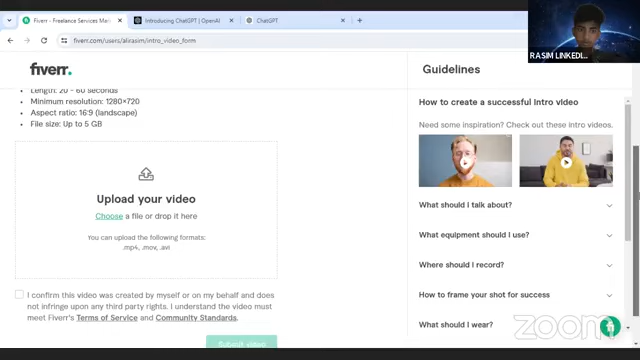 Fiverr - Freelance Services Mar
Introducing ChatGPT | OpenAI
ChatGPT
fiverr.com/users/alirasim/intro_video_form
RASIM LINKEDI...
fiverr.
Guidelines
Length: 20 - 60 seconds
Minimum resolution: 1280×720
Aspect ratio: 16:9 (landscape)
File size: Up to 5 GB
Upload your video
Choose a file or drop it here
You can upload the following formats:
.mp4, .mov, .avi
I confirm this video was created by myself or on my behalf and does
not infringe upon any third party rights. I understand the video must
meet Fiverr's Terms of Service and Community Standards.
Submit video
How to create a successful intro video
Need some inspiration? Check out these intro videos.
What should I talk about?
What equipment should I use?
Where should I record?
How to frame your shot for success
What should I wear?
zoom